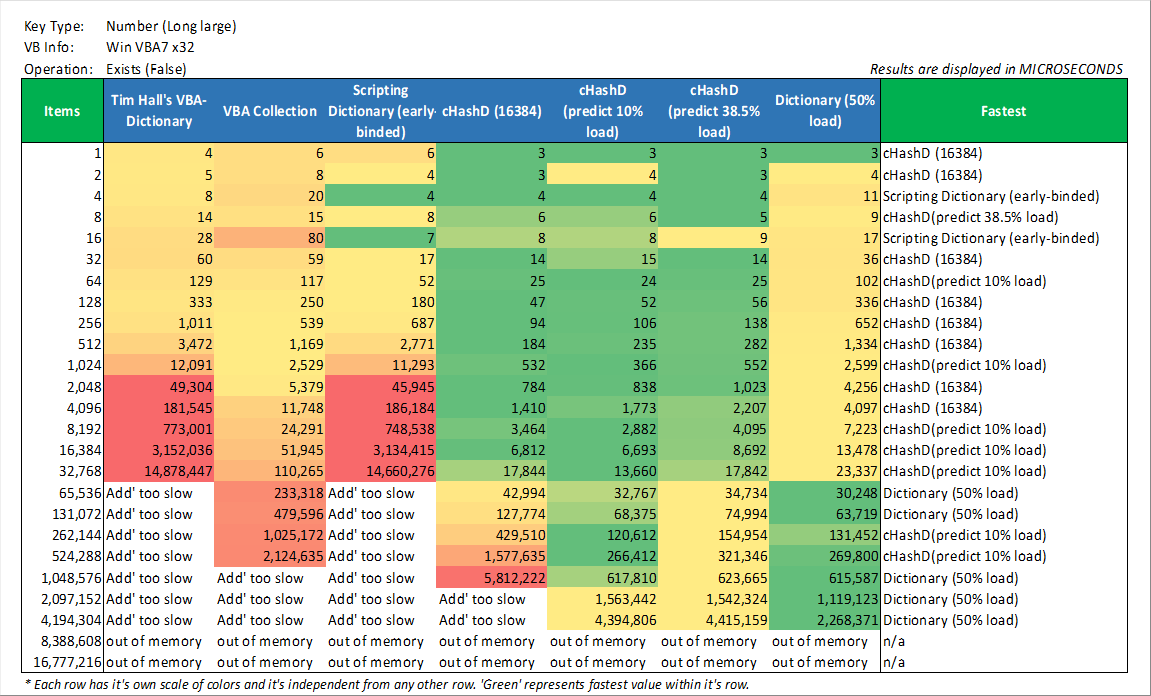 Key Type: Number (Long large)
VB Info: Win VBA7 x32
Operation: Exists (False) Results are displayed in MICROSECONDS
Items Tim Hall's VBA-Dictionary VBA Collection Scripting Dictionary (early-binded) cHashD (16384) cHashD (predict 10% load) cHashD (predict 38.5% load) Dictionary (50% load) Fastest
1 4 6 6 3 3 3 3 cHashD (16384)
2 5 8 4 3 4 3 4 cHashD (16384)
4 8 20 4 4 4 4 11 Scripting Dictionary (early-binded)
8 14 15 8 6 6 5 9 cHashD(predict 38.5% load)
16 28 80 7 8 8 9 17 Scripting Dictionary (early-binded)
32 60 59 17 14 15 14 36 cHashD (16384)
64 129 117 52 25 24 25 102 cHashD(predict 10% load)
128 333 250 180 47 52 56 336 cHashD (16384)
256 1,011 539 687 94 106 138 652 cHashD (16384)
512 3,472 1,169 2,771 184 235 282 1,334 cHashD (16384)
1,024 12,091 2,529 11,293 532 366 552 2,599 cHashD(predict 10% load)
2,048 49,304 5,379 45,945 784 838 1,023 4,256 cHashD (16384)
4,096 181,545 11,748 186,184 1,410 1,773 2,207 4,097 cHashD (16384)
8,192 773,001 24,291 748,538 3,464 2,882 4,095 7,223 cHashD(predict 10% load)
16,384 3,152,036 51,945 3,134,415 6,812 6,693 8,692 13,478 cHashD(predict 10% load)
32,768 14,878,447 110,265 14,660,276 17,844 13,660 17,842 23,337 cHashD(predict 10% load)
65,536 Add' too slow 233,318 Add' too slow 42,994 32,767 34,734 30,248 Dictionary (50% load)
131,072 Add' too slow 479,596 Add' too slow 127,774 68,375 74,994 63,719 Dictionary (50% load)
262,144 Add' too slow 1,025,172 Add' too slow 429,510 120,612 154,954 131,452 cHashD(predict 10% load)
524,288 Add' too slow 2,124,635 Add' too slow 1,577,635 266,412 321,346 269,800 cHashD(predict 10% load)
1,048,576 Add' too slow Add' too slow Add' too slow 5,812,222 617,810 623,665 615,587 Dictionary (50% load)
2,097,152 Add' too slow Add' too slow Add' too slow Add' too slow 1,563,442 1,542,324 1,119,123 Dictionary (50% load)
4,194,304 Add' too slow Add' too slow Add' too slow Add' too slow 4,394,806 4,415,159 2,268,371 Dictionary (50% load)
8,388,608 out of memory out of memory out of memory out of memory out of memory out of memory out of memory n/a
16,777,216 out of memory out of memory out of memory out of memory out of memory out of memory out of memory n/a
* Each row has it's own scale of colors and it's independent from any other row. 'Green' represents fastest value within it's row.